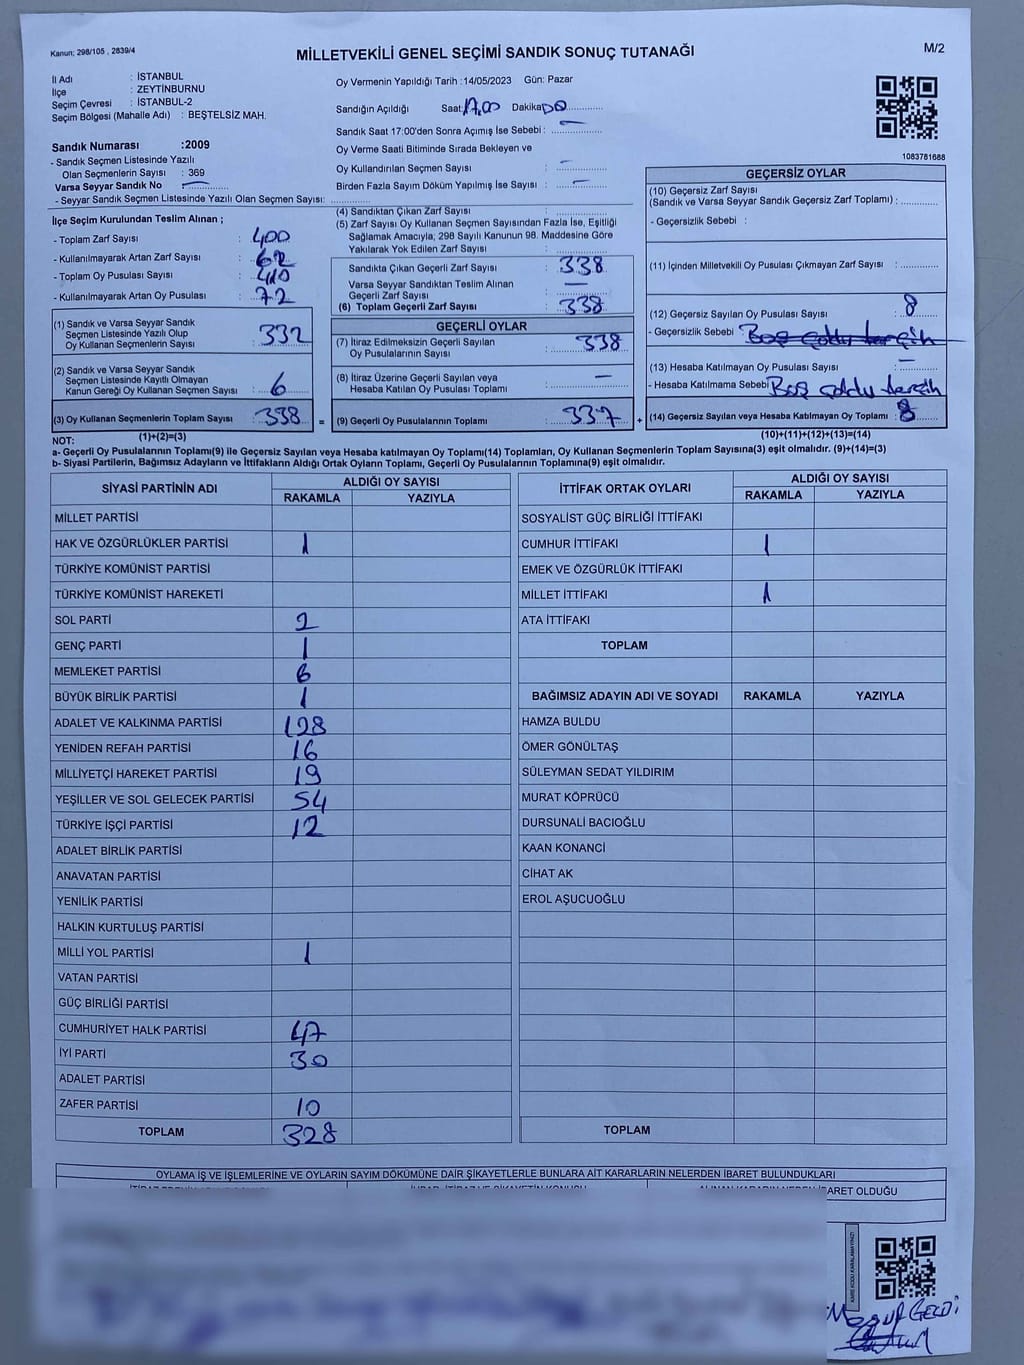 Kanun; 298/105 , 2839/4
MİLLETVEKİLİ GENEL SEÇİMİ SANDIK SONUÇ TUTANAĞI
M/2
İl Adı : İSTANBUL
İlçe : ZEYTİNBURNU
Seçim Çevresi : İSTANBUL-2
Seçim Bölgesi (Mahalle Adı) : BEŞTELSİZ MAH.
Oy Vermenin Yapıldığı Tarih :14/05/2023 Gün: Pazar
Sandığın Açıldığı Saat: 17.00 Dakika 00
Sandık Saat 17:00'den Sonra Açımış İse Sebebi : –
Oy Verme Saati Bitiminde Sırada Bekleyen ve
Oy Kullandırılan Seçmen Sayısı : –
Birden Fazla Sayım Döküm Yapılmış İse Sayısı : –
1083781688
Sandık Numarası :2009
- Sandık Seçmen Listesinde Yazılı
Olan Seçmenlerin Sayısı : 369
Varsa Seyyar Sandık No : –
- Seyyar Sandık Seçmen Listesinde Yazılı Olan Seçmen Sayısı:
İlçe Seçim Kurulundan Teslim Alınan ;
- Toplam Zarf Sayısı : 400
- Kullanılmayarak Artan Zarf Sayısı : 62
- Toplam Oy Pusulası Sayısı : 410
- Kullanılmayarak Artan Oy Pusulası : 72
(1) Sandık ve Varsa Seyyar Sandık
Seçmen Listesinde Yazılı Olup
Oy Kullanan Seçmenlerin Sayısı : 332
(2) Sandık ve Varsa Seyyar Sandık
Seçmen Listesinde Kayıtlı Olmayan
Kanun Gereği Oy Kullanan Seçmen Sayısı : 6
(3) Oy Kullanan Seçmenlerin Toplam Sayısı : 338
(1)+(2)=(3)
(4) Sandıktan Çıkan Zarf Sayısı :
(5) Zarf Sayısı Oy Kullanan Seçmen Sayısından Fazla İse, Eşitliği
Sağlamak Amacıyla; 298 Sayılı Kanunun 98. Maddesine Göre
Yakılarak Yok Edilen Zarf Sayısı :
Sandıkta Çıkan Geçerli Zarf Sayısı : 338
Varsa Seyyar Sandıktan Teslim Alınan
Geçerli Zarf Sayısı : –
(6) Toplam Geçerli Zarf Sayısı : 338
GEÇERLİ OYLAR
(7) İtiraz Edilmeksizin Geçerli Sayılan
Oy Pusulalarının Sayısı : 338
(8) İtiraz Üzerine Geçerli Sayılan veya
Hesaba Katılan Oy Pusulası Toplamı : –
= (9) Geçerli Oy Pusulalarının Toplamı : 337 +
GEÇERSİZ OYLAR
(10) Geçersiz Zarf Sayısı
(Sandık ve Varsa Seyyar Sandık Geçersiz Zarf Toplamı) :
- Geçersizlik Sebebi :
(11) İçinden Milletvekili Oy Pusulası Çıkmayan Zarf Sayısı :
(12) Geçersiz Sayılan Oy Pusulası Sayısı : 8
- Geçersizlik Sebebi :
(13) Hesaba Katılmayan Oy Pusulası Sayısı : –
- Hesaba Katılmama Sebebi Boş
(14) Geçersiz Sayılan veya Hesaba Katılmayan Oy Toplamı : 8
(10)+(11)+(12)+(13)=(14)
NOT:
a- Geçerli Oy Pusulasının Toplamı(9) ile Geçersiz Sayılan veya Hesaba katılmayan Oy Toplamı(14) Toplamları, Oy Kullanan Seçmenlerin Toplam Sayısına(3) eşit olmalıdır. (9)+(14)=(3)
b- Siyasi Partilerin, Bağımsız Adayların ve İttifakların Aldığı Ortak Oyların Toplamı, Geçerli Oy Pusulalarının Toplamına(9) eşit olmalıdır.
SİYASİ PARTİNİN ADI ALDIĞI OY SAYISI
RAKAMLA YAZIYLA
MİLLET PARTİSİ
HAK VE ÖZGÜRLÜKLER PARTİSİ 1
TÜRKİYE KOMÜNİST PARTİSİ
TÜRKİYE KOMÜNİST HAREKETİ
SOL PARTİ 2
GENÇ PARTİ 1
MEMLEKET PARTİSİ 6
BÜYÜK BİRLİK PARTİSİ 1
ADALET VE KALKINMA PARTİSİ 128
YENİDEN REFAH PARTİSİ 16
MİLLİYETÇİ HAREKET PARTİSİ 19
YEŞİLLER VE SOL GELECEK PARTİSİ 54
TÜRKİYE İŞÇİ PARTİSİ 12
ADALET BİRLİK PARTİSİ
ANAVATAN PARTİSİ
YENİLİK PARTİSİ
HALKIN KURTULUŞ PARTİSİ
MİLLİ YOL PARTİSİ 1
VATAN PARTİSİ
GÜÇ BİRLİĞİ PARTİSİ
CUMHURİYET HALK PARTİSİ 47
İYİ PARTİ 30
ADALET PARTİSİ
ZAFER PARTİSİ 10
TOPLAM 328
İTTİFAK ORTAK OYLARI ALDIĞI OY SAYISI
RAKAMLA YAZIYLA
SOSYALİST GÜÇ BİRLİĞİ İTTİFAKI
CUMHUR İTTİFAKI 1
EMEK VE ÖZGÜRLÜK İTTİFAKI
MİLLET İTTİFAKI 1
ATA İTTİFAKI
TOPLAM
BAĞIMSIZ ADAYIN ADI VE SOYADI RAKAMLA YAZIYLA
HAMZA BULDU
ÖMER GÖNÜLTAŞ
SÜLEYMAN SEDAT YILDIRIM
MURAT KÖPRÜCÜ
DURSUNALİ BACIOĞLU
KAAN KONANCİ
CİHAT AK
EROL AŞUCUOĞLU
TOPLAM
OYLAMA İŞ VE İŞLEMLERİNE VE OYLARIN SAYIM DÖKÜMÜNE DAİR ŞİKAYETLERLE BUNLARA AİT KARARLARIN NELERDEN İBARET BULUNDUKLARI
KARE KODU KARALAMAYINIZ!